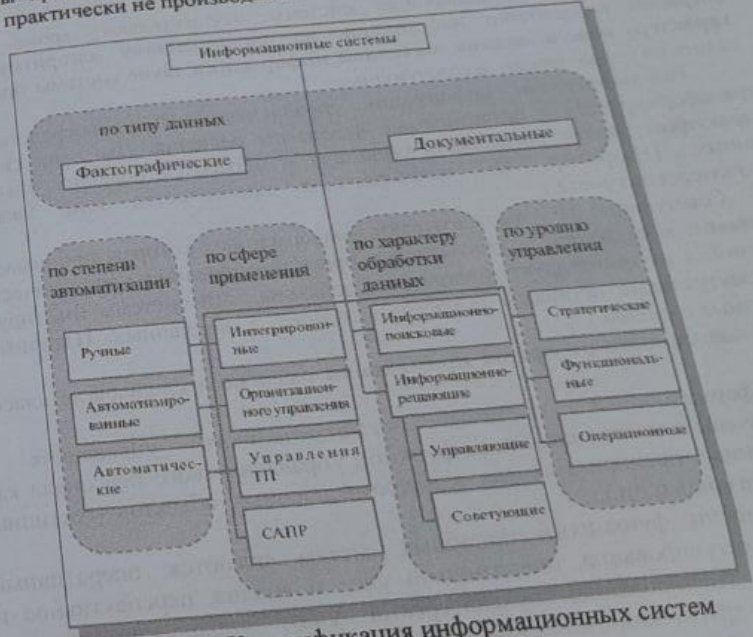 практически не
Информационные системы
по типу данных
Фактографические
Документальные
по степени
автоматизации
Ручные
Автоматизиро-
ванные
Автоматичес-
кие
по сфере
применения
Интегрирован-
ные
Организацион-
ного управления
Управления
ТП
САПР
по характеру
обработки
данных
Информационно-
поисковые
Информационно-
решающие
Управляющие
Советующие
по уровню
управления
Стратегические
Функциональ-
ные
Операционные
информационных систем